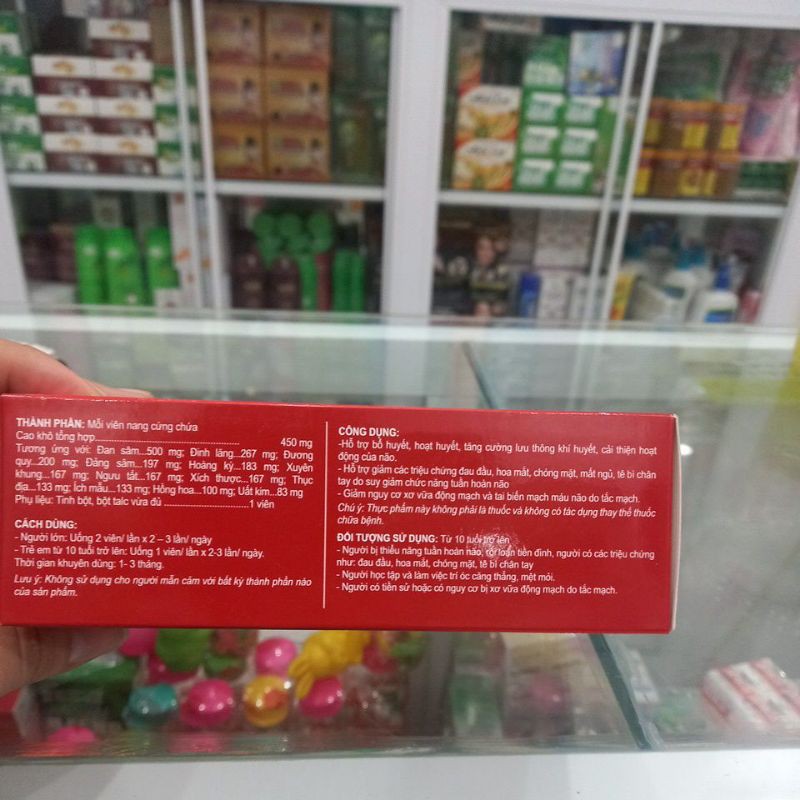 THÀNH PHẦN: Mỗi viên nang cứng chứa
Cao khô tổng hợp........................................ 450 mg
Tương ứng với: Đan sâm...500 mg; Đinh lăng...267 mg; Đương
quy...200 mg; Đảng sâm...197 mg; Hoàng kỳ...183 mg; Xuyên
khung...167 mg; Ngưu tất...167 mg; Xích thược...167 mg; Thục
địa...133 mg; Ích mẫu...133 mg; Hồng hoa...100 mg; Uất kim...83 mg
Phụ liệu: Tinh bột, bột talc vừa đủ ..............................1 viên
CÁCH DÙNG:
- Người lớn: Uống 2 viên/ lần x 2 – 3 lần/ ngày
- Trẻ em từ 10 tuổi trở lên: Uống 1 viên/ lần x 2-3 lần/ ngày.
Thời gian khuyên dùng: 1- 3 tháng.
Lưu ý: Không sử dụng cho người mẫn cảm với bất kỳ thành phần nào
của sản phẩm.
CÔNG DỤNG:
-Hỗ trợ bổ huyết, hoạt huyết, tăng cường lưu thông khí huyết, cải thiện hoạt
động của não.
- Hỗ trợ giảm các triệu chứng đau đầu, hoa mắt, chóng mặt, mất ngủ, tê bì chân
tay do suy giảm chức năng tuần hoàn não
- Giảm nguy cơ xơ vữa động mạch và tai biến mạch máu não do tắc mạch.
Chú ý: Thực phẩm này không phải là thuốc và không có tác dụng thay thế thuốc
chữa bệnh.
ĐỐI TƯỢNG SỬ DỤNG: Từ 10 tuổi trở lên
- Người bị thiểu năng tuần hoàn não, rối loạn tiền đình, người có các triệu chứng
như: đau đầu, hoa mắt, chóng mặt, tê bì chân tay
- Người học tập và làm việc trí óc căng thẳng, mệt mỏi.
- Người có tiền sử hoặc có nguy cơ bị xơ vữa động mạch do tắc mạch.